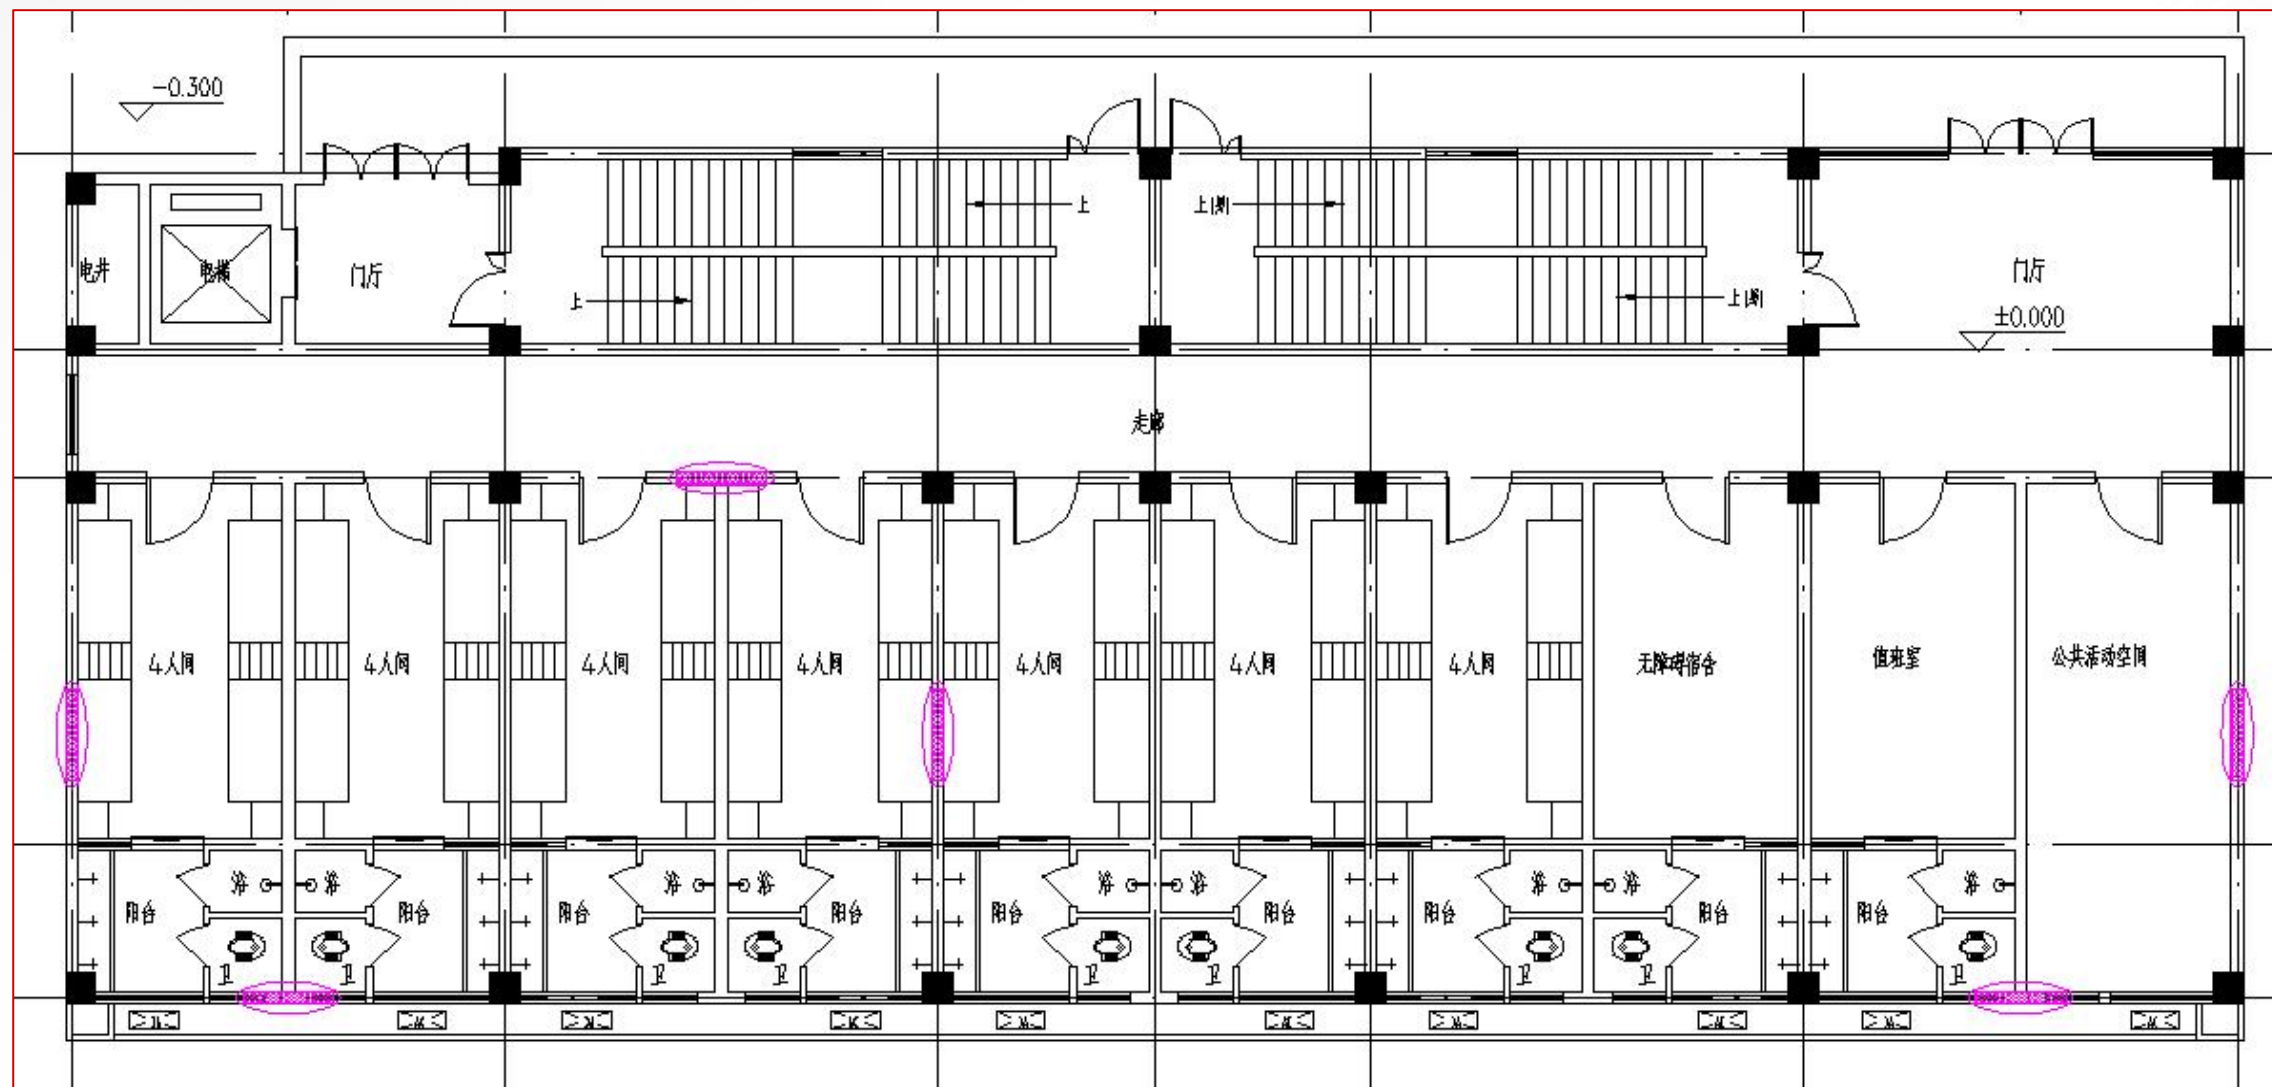 -0.300
上
上(消)
电井
电梯
门厅
门厅
上
上(消)
±0.000
走廊
4人间
4人间
4人间
4人间
4人间
4人间
4人间
无障碍宿舍
值班室
公共活动空间
浴
浴
浴
浴
浴
浴
浴
浴
浴
阳台
阳台
阳台
阳台
阳台
阳台
阳台
阳台
阳台
卫
卫
卫
卫
卫
卫
卫
卫
卫